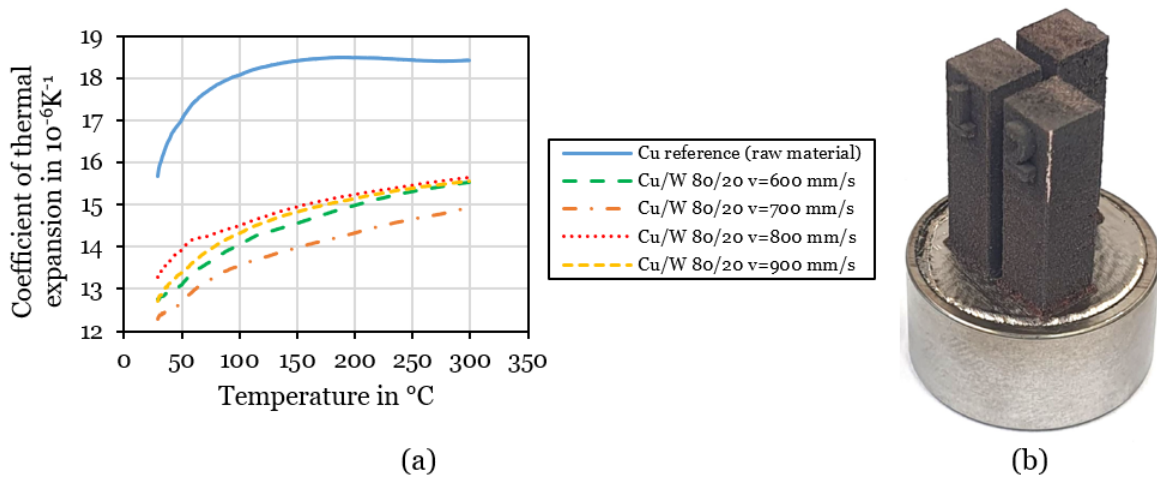 19
18
17
16
15
14
13
12
Coefficient of thermal
expansion in 10⁻⁶K⁻¹
0 50 100 150 200 250 300 350
Temperature in °C
Cu reference (raw material)
Cu/W 80/20 v=600 mm/s
Cu/W 80/20 v=700 mm/s
Cu/W 80/20 v=800 mm/s
Cu/W 80/20 v=900 mm/s
(a)
1
2
(b)